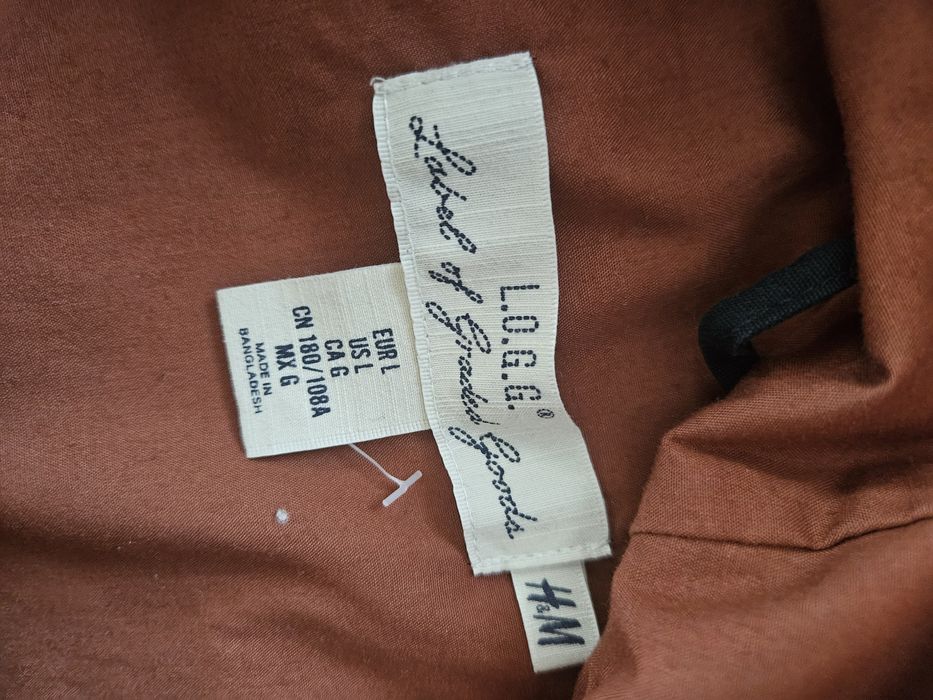 L.O.G.G.®
Label of Graded Goods
H&M
EUR L
US L
CA G
CN 180/108A
MX G
MADE IN
BANGLADESH